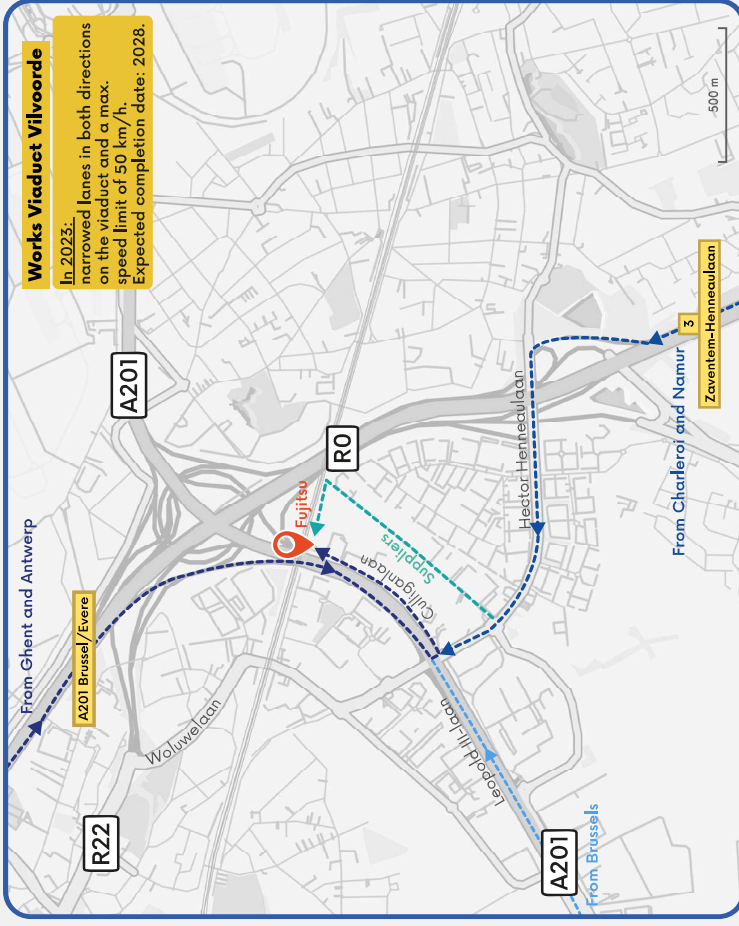 Works Viaduct Vilvoorde
In 2023:
narrowed lanes in both directions
on the viaduct and a max.
speed limit of 50 km/h.
Expected completion date: 2028.
From Ghent and Antwerp
A201 Brussel/Evere
A201
R22
Woluwelaan
Fujitsu
R0
Suppliers
Culliganlaan
Leopold III-laan
Hector Henneaulaan
A201
From Brussels
From Charleroi and Namur
3
Zaventem-Henneaulaan
500 m